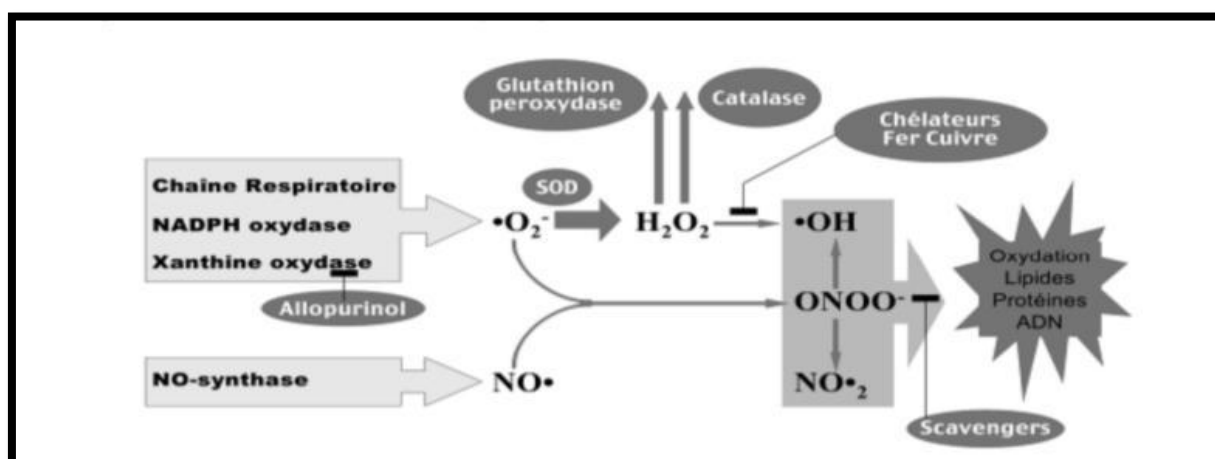 Glutathion
peroxydase
Catalase
Chélateurs
Fer Cuivre
Chaîne Respiratoire
NADPH oxydase
Xanthine oxydase
SOD
•O₂⁻
H₂O₂
•OH
Oxydation
Lipides
Protéines
ADN
Allopurinol
ONOO⁻
NO-synthase
NO•
NO•₂
Scavengers